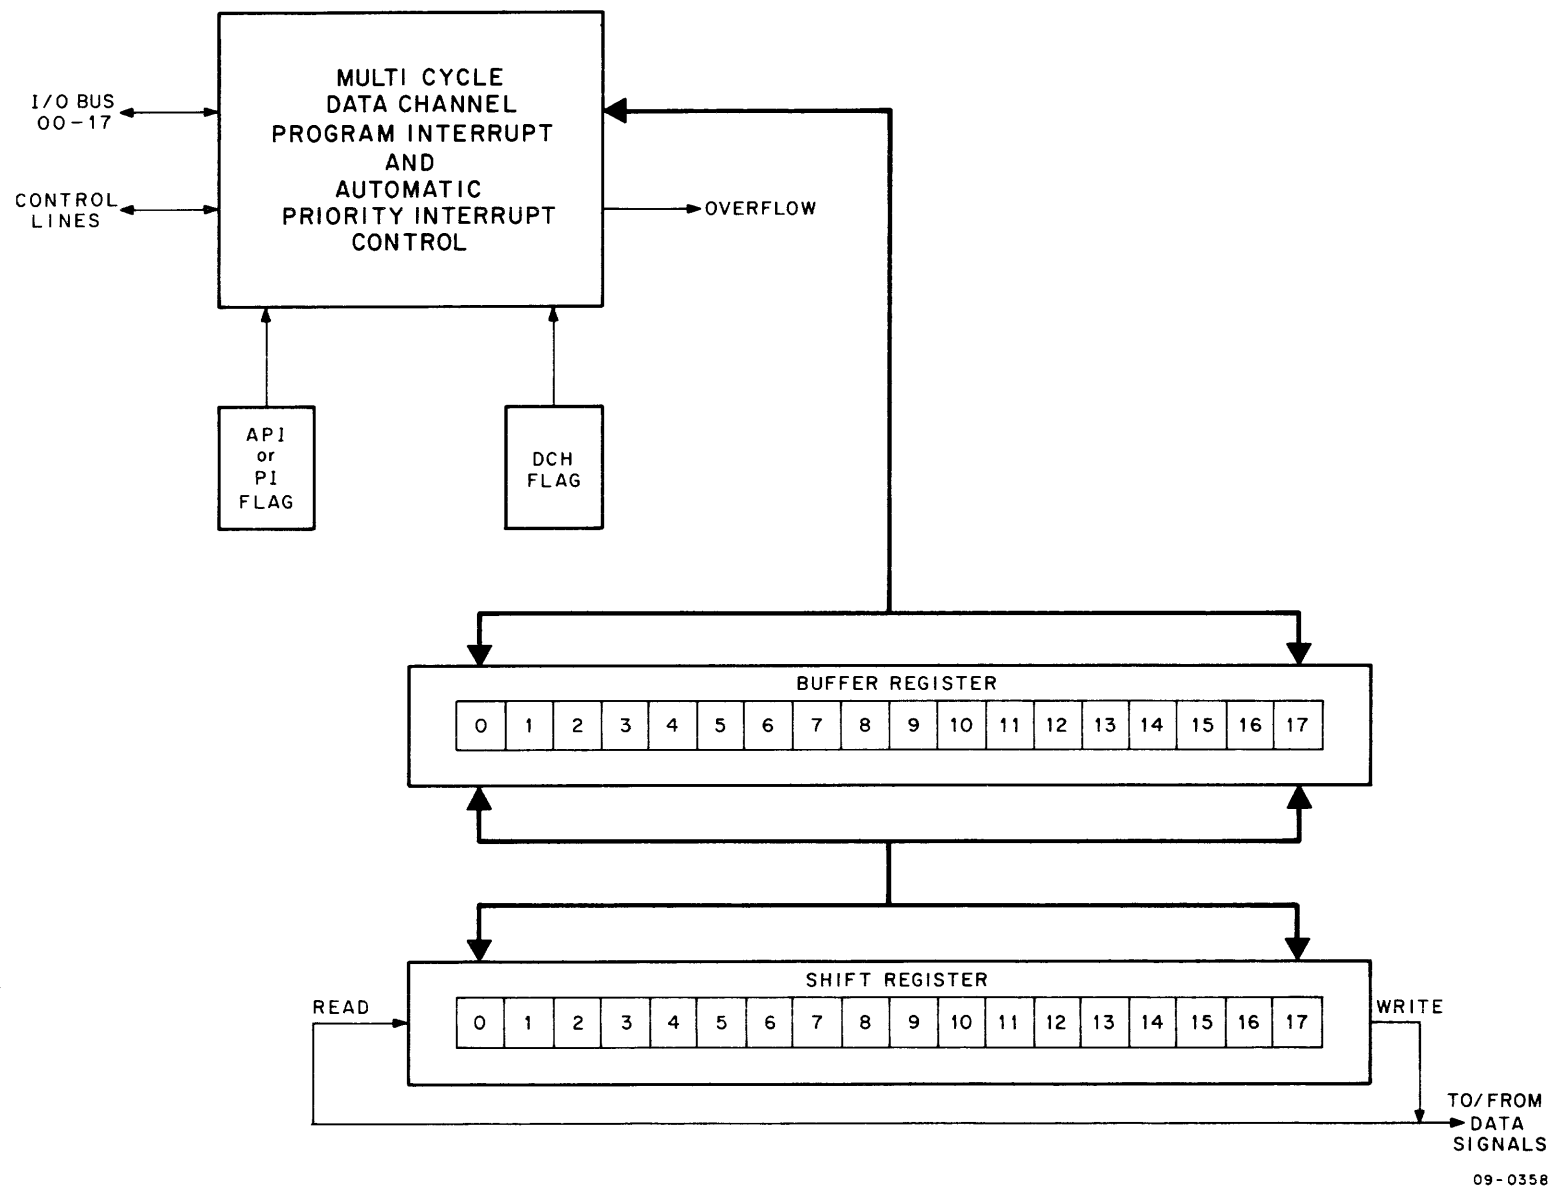 MULTI CYCLE
DATA CHANNEL
PROGRAM INTERRUPT
AND
AUTOMATIC
PRIORITY INTERRUPT
CONTROL
I/O BUS
00-17
CONTROL
LINES
OVERFLOW
API
or
PI
FLAG
DCH
FLAG
BUFFER REGISTER
0 1 2 3 4 5 6 7 8 9 10 11 12 13 14 15 16 17
SHIFT REGISTER
READ
0 1 2 3 4 5 6 7 8 9 10 11 12 13 14 15 16 17
WRITE
TO/FROM
DATA
SIGNALS
09-0358